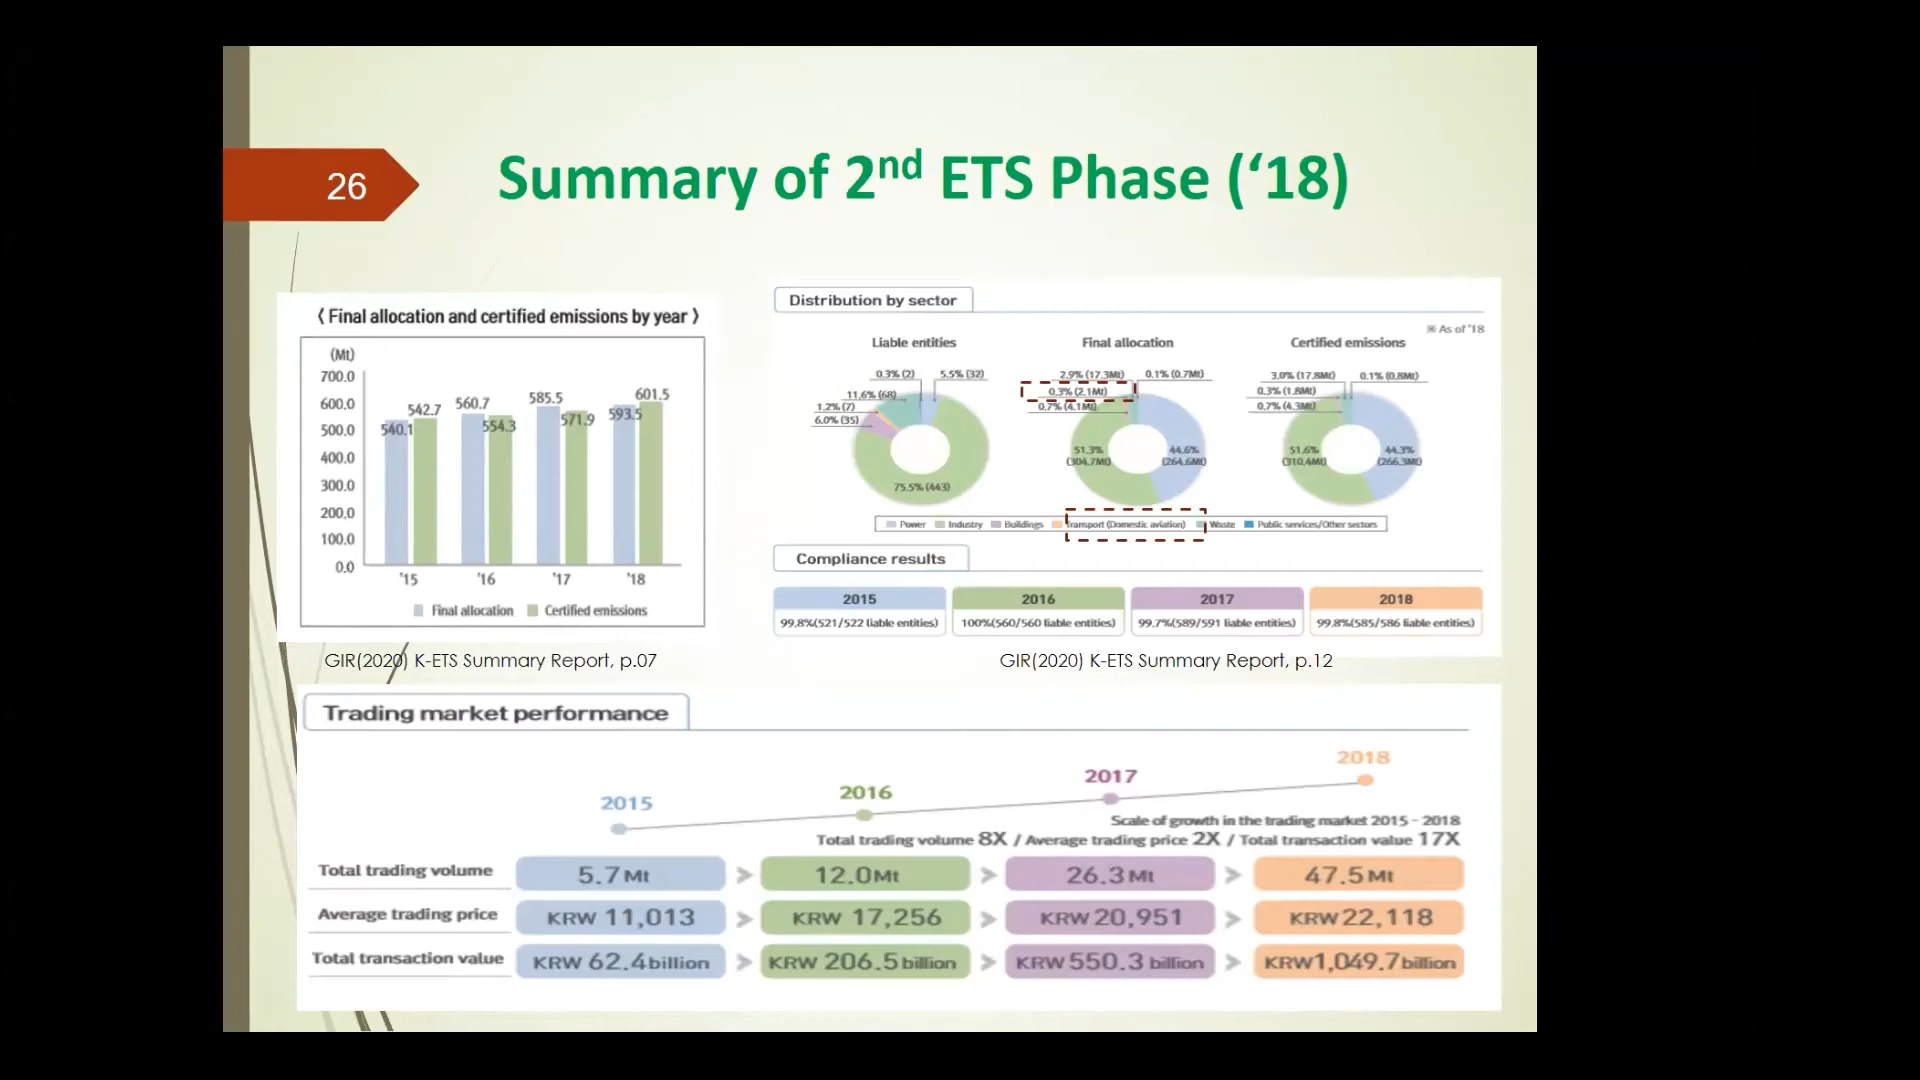 26
Summary of 2nd ETS Phase (‘18)
⟨ Final allocation and certified emissions by year ⟩
(Mt)
700.0
600.0
500.0
400.0
300.0
200.0
100.0
0.0
540.1
542.7
560.7
554.3
585.5
571.9
593.5
601.5
'15 '16 '17 '18
Final allocation Certified emissions
GIR(2020) K-ETS Summary Report, p.07
Distribution by sector
※ As of '18
Liable entities
0.3% (2)
5.5% (32)
11.6% (68)
1.2% (7)
6.0% (35)
75.5% (443)
Final allocation
2.9% (17.3Mt)
0.1% (0.7Mt)
0.3% (2.1Mt)
0.7% (4.1Mt)
51.3%
(304.7Mt)
44.6%
(264.6Mt)
Certified emissions
3.0% (17.8Mt)
0.1% (0.8Mt)
0.3% (1.8Mt)
0.7% (4.3Mt)
51.6%
(310.4Mt)
44.3%
(266.3Mt)
Power Industry Buildings Transport (Domestic aviation) Waste Public services/Other sectors
Compliance results
2015 2016 2017 2018
99.8%(521/522 liable entities) 100%(560/560 liable entities) 99.7%(589/591 liable entities) 99.8%(585/586 liable entities)
GIR(2020) K-ETS Summary Report, p.12
Trading market performance
2015 2016 2017 2018
Scale of growth in the trading market 2015 - 2018
Total trading volume 8X / Average trading price 2X / Total transaction value 17X
Total trading volume 5.7Mt > 12.0Mt > 26.3Mt > 47.5Mt
Average trading price KRW 11,013 > KRW 17,256 > KRW 20,951 > KRW 22,118
Total transaction value KRW 62.4billion > KRW 206.5billion > KRW 550.3 billion > KRW1,049.7billion